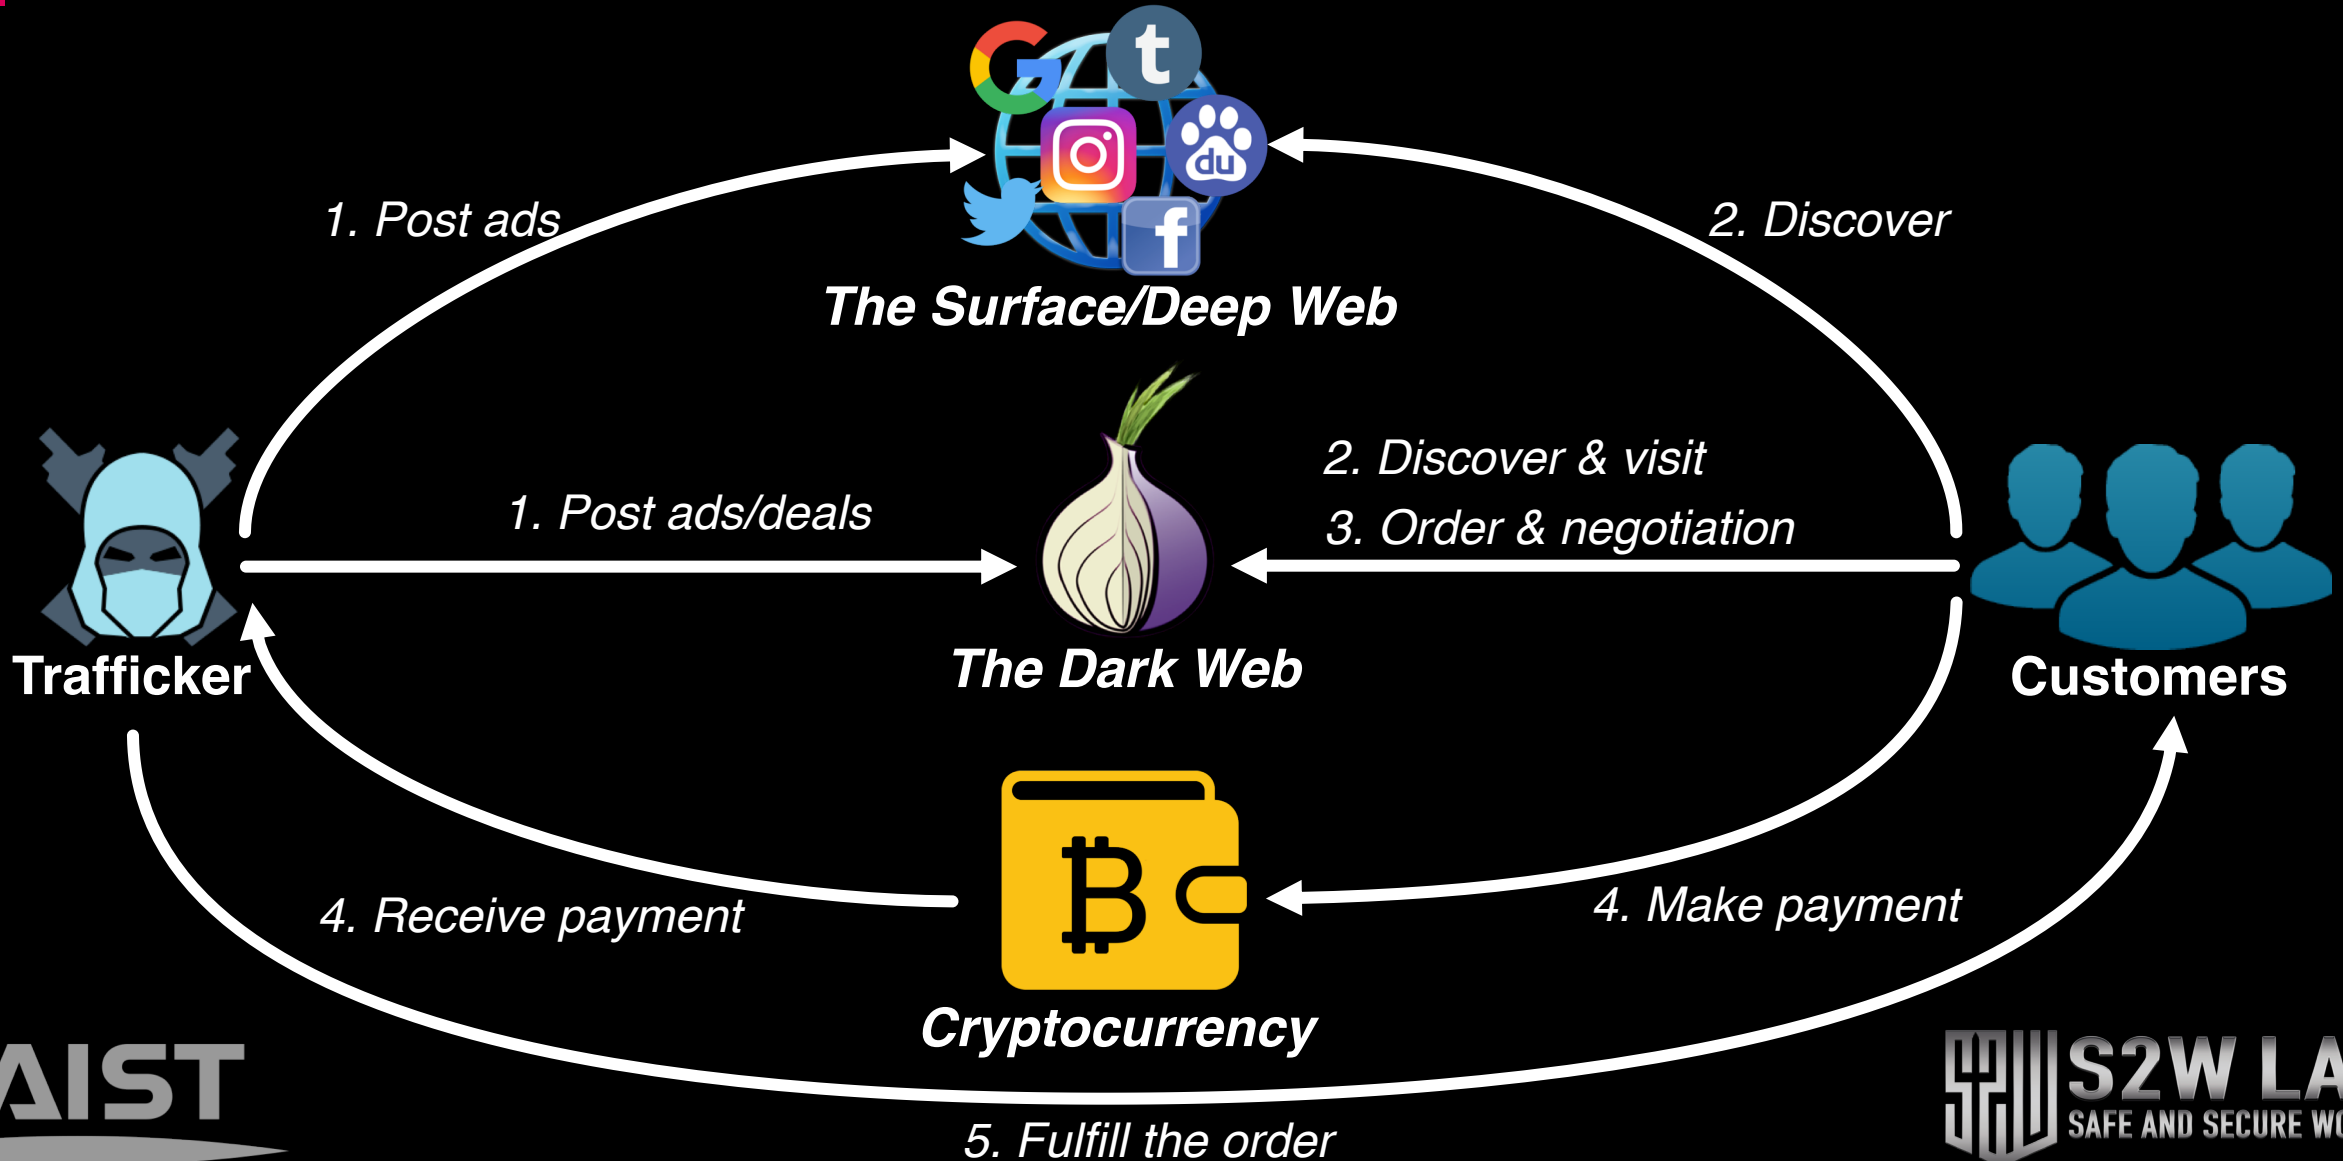 t
du
f
1. Post ads
2. Discover
The Surface/Deep Web
2. Discover & visit
1. Post ads/deals
3. Order & negotiation
Trafficker
The Dark Web
Customers
4. Receive payment
4. Make payment
Cryptocurrency
AIST
S2W LA
SAFE AND SECURE WO
5. Fulfill the order